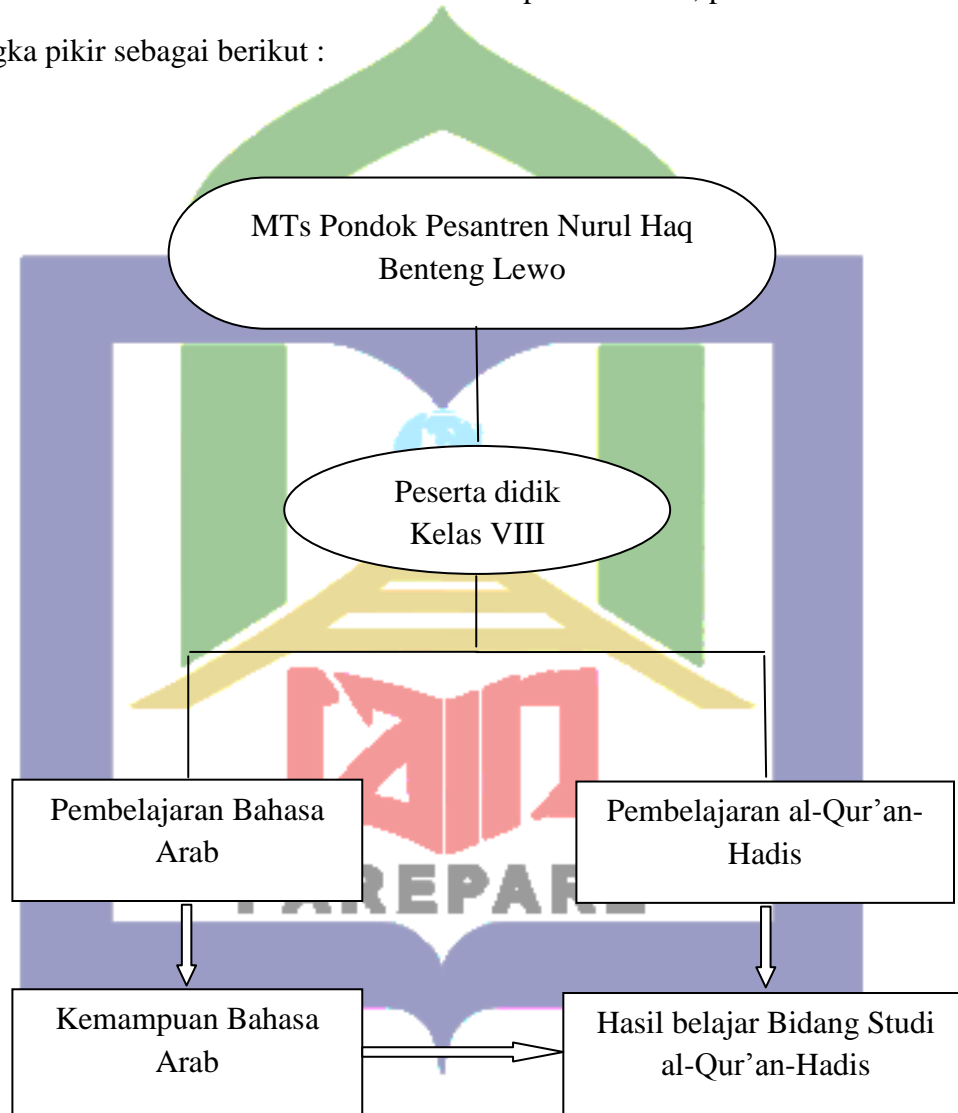 gka pikir sebagai berikut :
MTs Pondok Pesantren Nurul Haq
Benteng Lewo
Peserta didik
Kelas VIII
Pembelajaran Bahasa
Arab
Pembelajaran al-Qur’an-
Hadis
PAREPARE
Kemampuan Bahasa
Arab
Hasil belajar Bidang Studi
al-Qur’an-Hadis